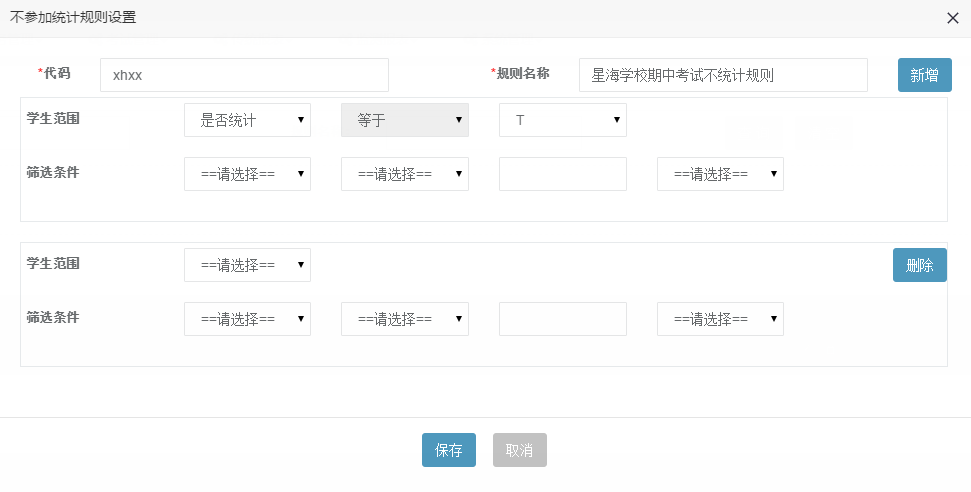 不参加统计规则设置
*代码 xhxx *规则名称 星海学校期中考试不统计规则 新增
学生范围 是否统计 等于 T
筛选条件 ==请选择== ==请选择== ==请选择==
学生范围 ==请选择== 删除
筛选条件 ==请选择== ==请选择== ==请选择==
保存 取消